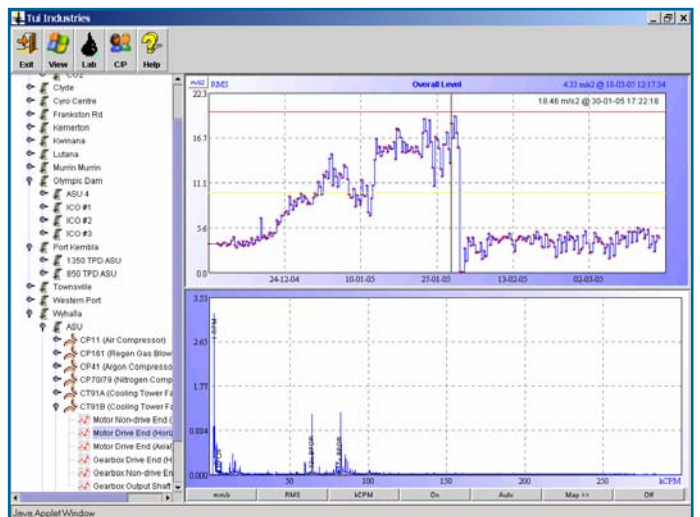 Tui Industries
Exit View Lab C/P Help
CO2
Clyde
Cyro Centre
Frankston Rd
Kemerton
Kwinana
Lutana
Murrin Murrin
Olympic Dam
ASU 4
ICO #1
ICO #2
ICO #3
Port Kembla
1350 TPD ASU
850 TPD ASU
Townsville
Western Port
Wyhalla
ASU
CP11 (Air Compressor)
CP161 (Regen Gas Blow
CP41 (Argon Compresso
CP70/79 (Nitrogen Comp
CT91A (Cooling Tower Fa
CT91B (Cooling Tower Fa
Motor Non-drive End (
Motor Drive End (Horiz
Motor Drive End (Axial
Gearbox Drive End (H
Gearbox Non-drive En
Gearbox Output Shaft
m/s2 RMS Overall Level 4.33 m/s2 @ 18-03-05 12:17:34
18.46 m/s2 @ 30-01-05 17:22:18
22.3
16.7
11.1
5.6
0.0
24-12-04 10-01-05 27-01-05 13-02-05 02-03-05
3.53
2.65
1.77
0.884
0.000
50 100 150 200 250 kCPM
mm/s RMS kCPM On Auto Map >> Off
Java Applet Window